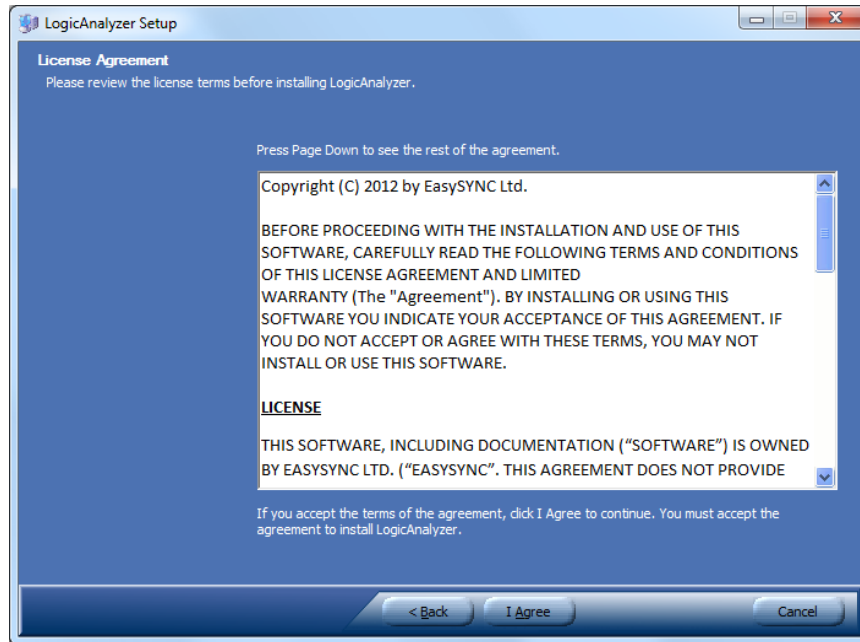 LogicAnalyzer Setup
License Agreement
Please review the license terms before installing LogicAnalyzer.
Press Page Down to see the rest of the agreement.
Copyright (C) 2012 by EasySYNC Ltd.
BEFORE PROCEEDING WITH THE INSTALLATION AND USE OF THIS
SOFTWARE, CAREFULLY READ THE FOLLOWING TERMS AND CONDITIONS
OF THIS LICENSE AGREEMENT AND LIMITED
WARRANTY (The "Agreement"). BY INSTALLING OR USING THIS
SOFTWARE YOU INDICATE YOUR ACCEPTANCE OF THIS AGREEMENT. IF
YOU DO NOT ACCEPT OR AGREE WITH THESE TERMS, YOU MAY NOT
INSTALL OR USE THIS SOFTWARE.
LICENSE
THIS SOFTWARE, INCLUDING DOCUMENTATION (“SOFTWARE”) IS OWNED
BY EASYSYNC LTD. (“EASYSYNC”. THIS AGREEMENT DOES NOT PROVIDE
If you accept the terms of the agreement, click I Agree to continue. You must accept the
agreement to install LogicAnalyzer.
< Back
I Agree
Cancel